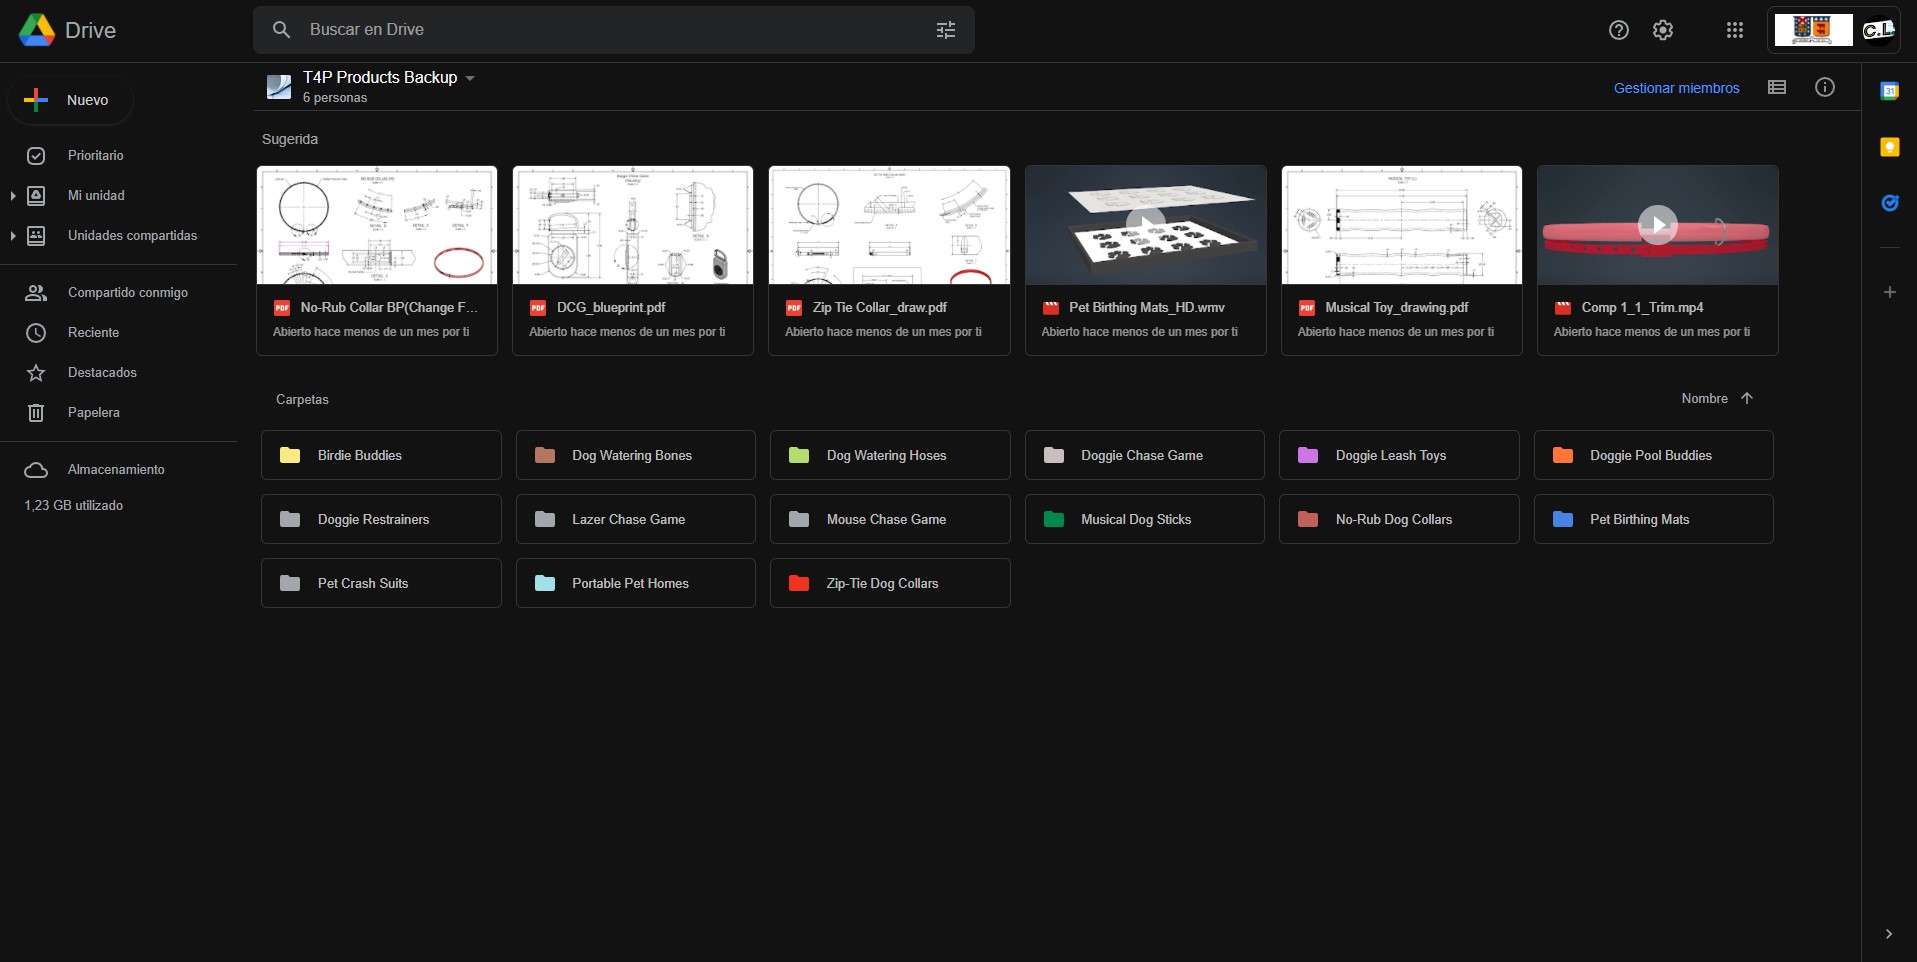 Drive
Buscar en Drive
C.L
Nuevo
Prioritario
Mi unidad
Unidades compartidas
Compartido conmigo
Reciente
Destacados
Papelera
Almacenamiento
1,23 GB utilizado
T4P Products Backup
6 personas
Gestionar miembros
31
Sugerida
PDF No-Rub Collar BP(Change F...
Abierto hace menos de un mes por ti
PDF DCG_blueprint.pdf
Abierto hace menos de un mes por ti
PDF Zip Tie Collar_draw.pdf
Abierto hace menos de un mes por ti
Pet Birthing Mats_HD.wmv
Abierto hace menos de un mes por ti
PDF Musical Toy_drawing.pdf
Abierto hace menos de un mes por ti
Comp 1_1_Trim.mp4
Abierto hace menos de un mes por ti
Carpetas
Nombre
Birdie Buddies
Dog Watering Bones
Dog Watering Hoses
Doggie Chase Game
Doggie Leash Toys
Doggie Pool Buddies
Doggie Restrainers
Lazer Chase Game
Mouse Chase Game
Musical Dog Sticks
No-Rub Dog Collars
Pet Birthing Mats
Pet Crash Suits
Portable Pet Homes
Zip-Tie Dog Collars